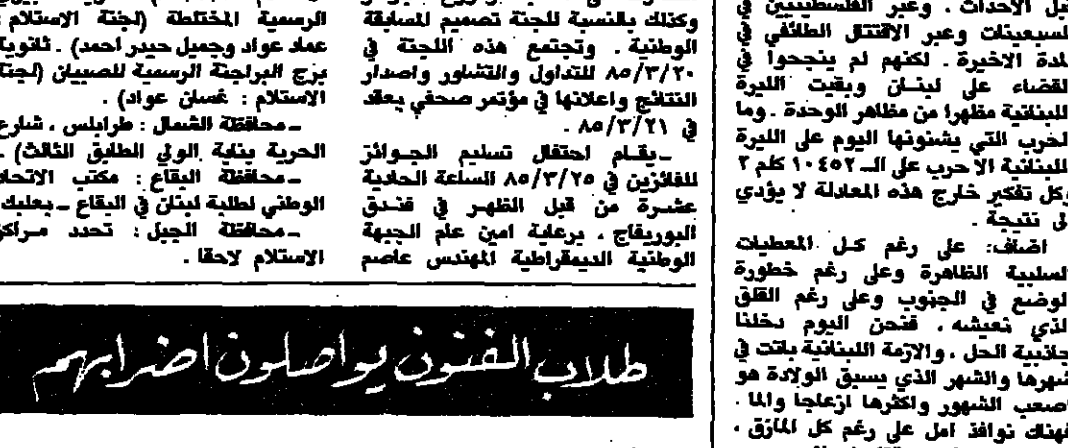 قبل الاحداث . وعبر الفلسطينيين في
السبعينات وعبر الاقتتال الطائفي في
المدة الاخيرة . لكنهم لم ينجحوا في
القضاء على لبنان وبقيت الليرة
اللبنانية مظهرا من مظاهر الوحدة . وما
الحرب التي يشنونها اليوم على الليرة
اللبنانية الا حرب على الـ ١٠٤٥٢ كلم ٢
وكل تفكير خارج هذه المعادلة لا يؤدي
الى نتيجة .
اضاف: على رغم كل المعطيات
السلبية الظاهرة وعلى رغم خطورة
الوضع في الجنوب وعلى رغم القلق
الذي نعيشه ، فنحن اليوم دخلنا
جاذبية الحل ، والازمة اللبنانية باتت في
شهرها والشهر الذي يسبق الولادة هو
اصعب الشهور واكثرها ازعاجا والما .
فهناك نوافذ امل على رغم كل المآزق ،
وكذلك بالنسبة للجنة تصميم المسابقة
الوطنية . وتجتمع هذه اللجنة في
٨٥/٣/٢٠ للتداول والتشاور واصدار
النتائج واعلانها في مؤتمر صحفي يعقد
في ٨٥/٣/٢١ .
ـ يقام احتفال تسليم الجوائز
للفائزين في ٨٥/٣/٢٥ الساعة الحادية
عشرة من قبل الظهر في فندق
البوريفاج ، برعاية امين عام الجبهة
الوطنية الديمقراطية المهندس عاصم
الرسمية المختلطة (لجنة الاستلام :
عماد عواد وجميل حيدر احمد) . ثانوية
برج البراجنة الرسمية للصبيان (لجنة
الاستلام : غسان عواد) .
ـ محافظة الشمال : طرابلس ، شارع
الحرية بناية الولي الطابق الثالث) .
ـ محافظة البقاع : مكتب الاتحاد
الوطني لطلبة لبنان في البقاع ـ بعلبك
ـ محافظة الجبل : تحدد مراكز
الاستلام لاحقا .
طلاب الفنون يواصلون اضرابهم